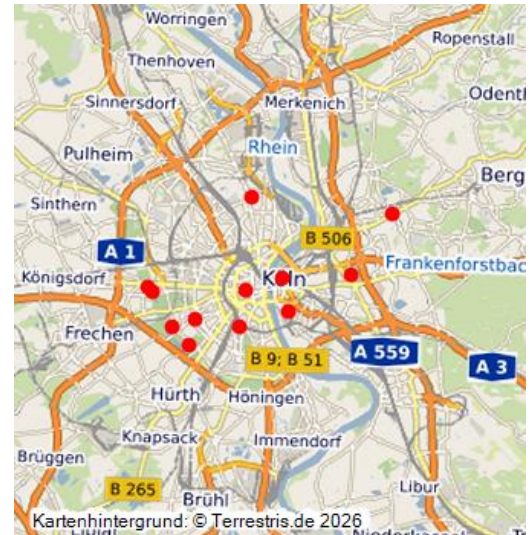 Worringen
Ropenstall
Thenhoven
Sinnersdorf
Merkenich
Odenth
Rhein
Pulheim
Berg
Sinthern
B 506
A 1
Königsdorf
Köln
Frankenforstbac
Frechen
A 559
B 9; B 51
A 3
Hürth
Höningen
Knapsack
Immendorf
Brüggen
B 265
Libur
Brühl
Kartenhintergrund: © Terrestris.de 2026